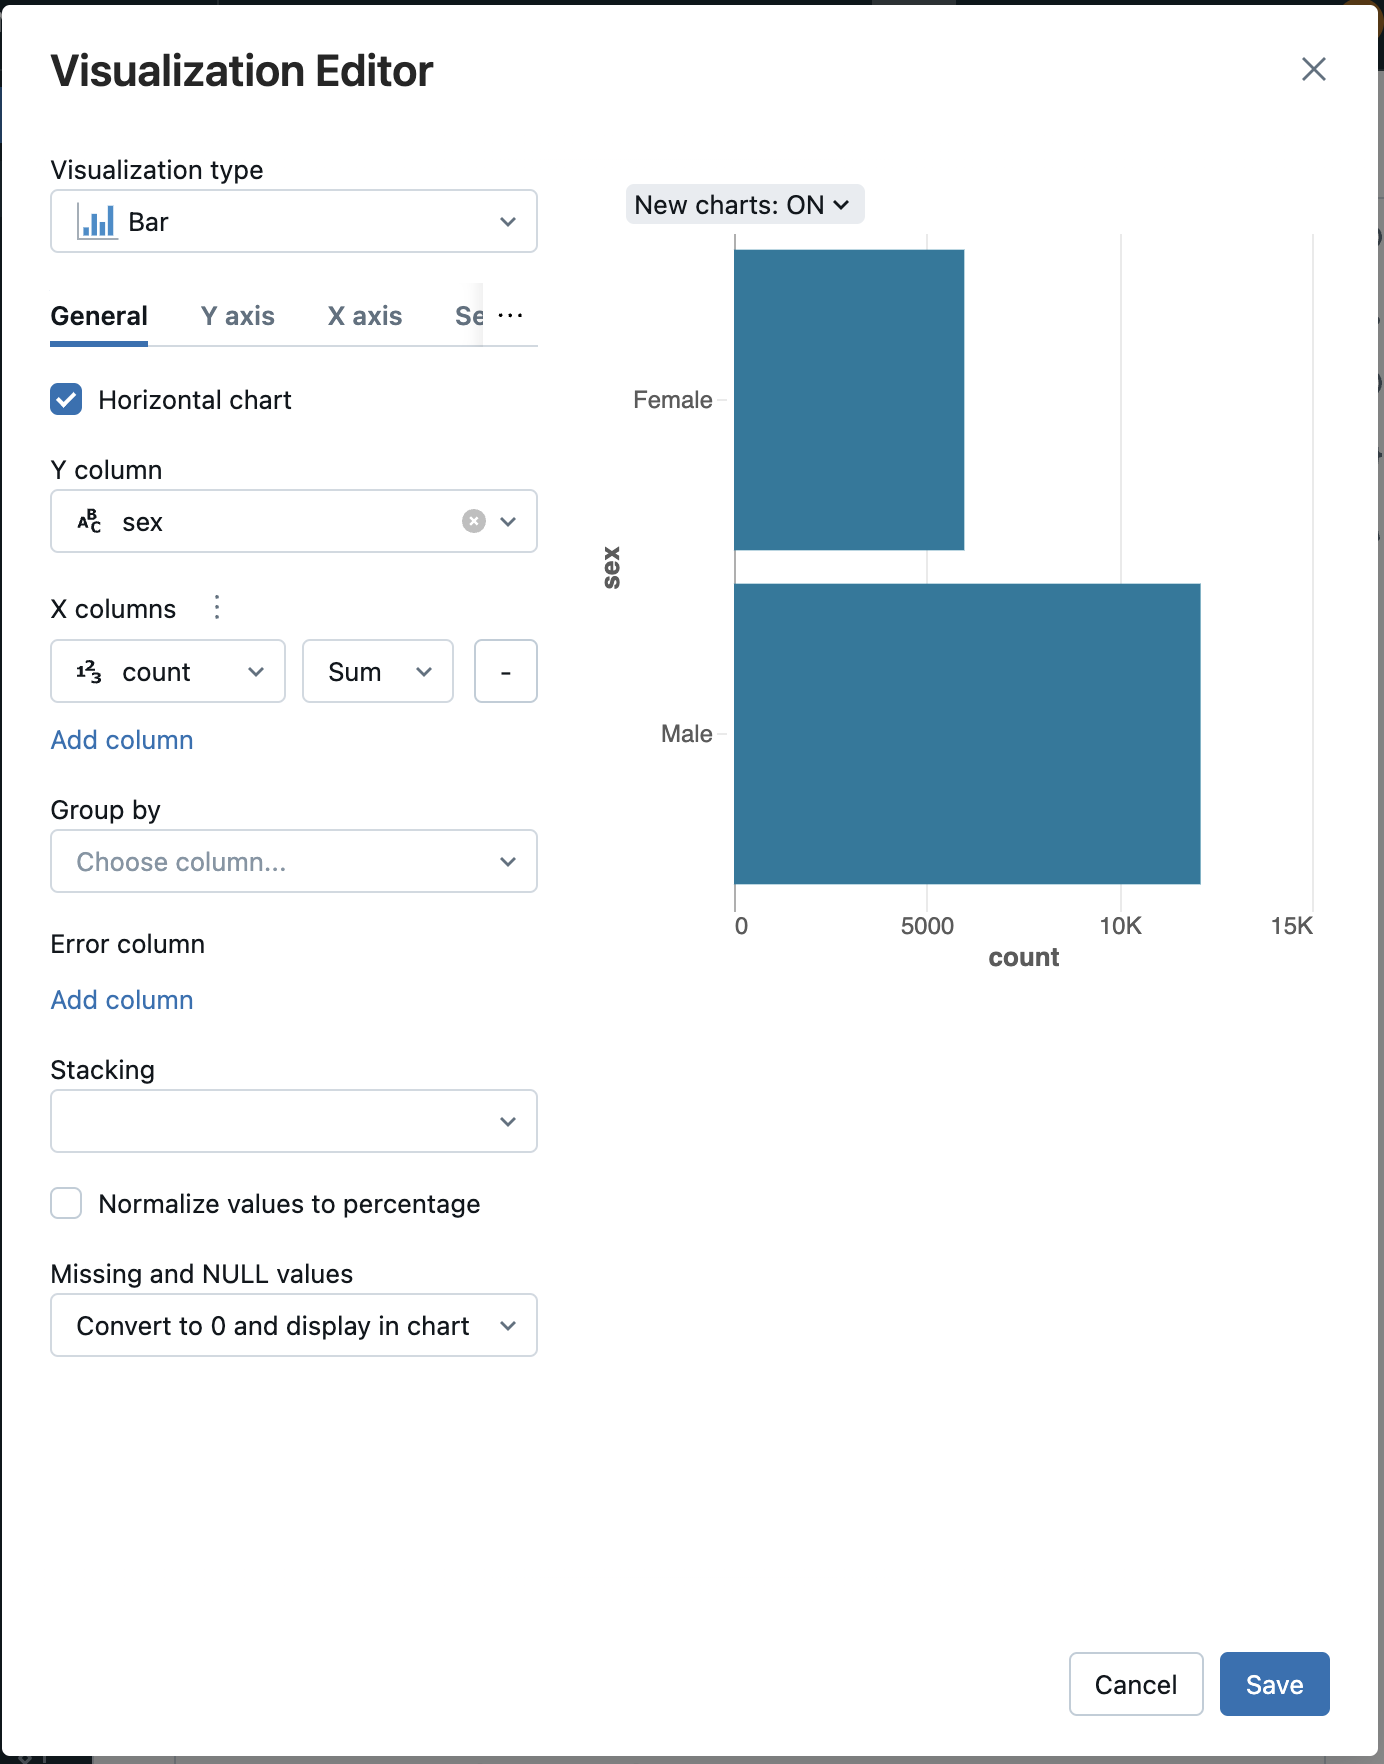 Visualization Editor
Visualization type
Bar
New charts: ON
General
Y axis
X axis
Se
...
Horizontal chart
Y column
ABC sex
X columns
123 count
Sum
-
Add column
Group by
Choose column...
Error column
Add column
Stacking
Normalize values to percentage
Missing and NULL values
Convert to 0 and display in chart
Female
Male
sex
0 5000 10K 15K
count
Cancel
Save